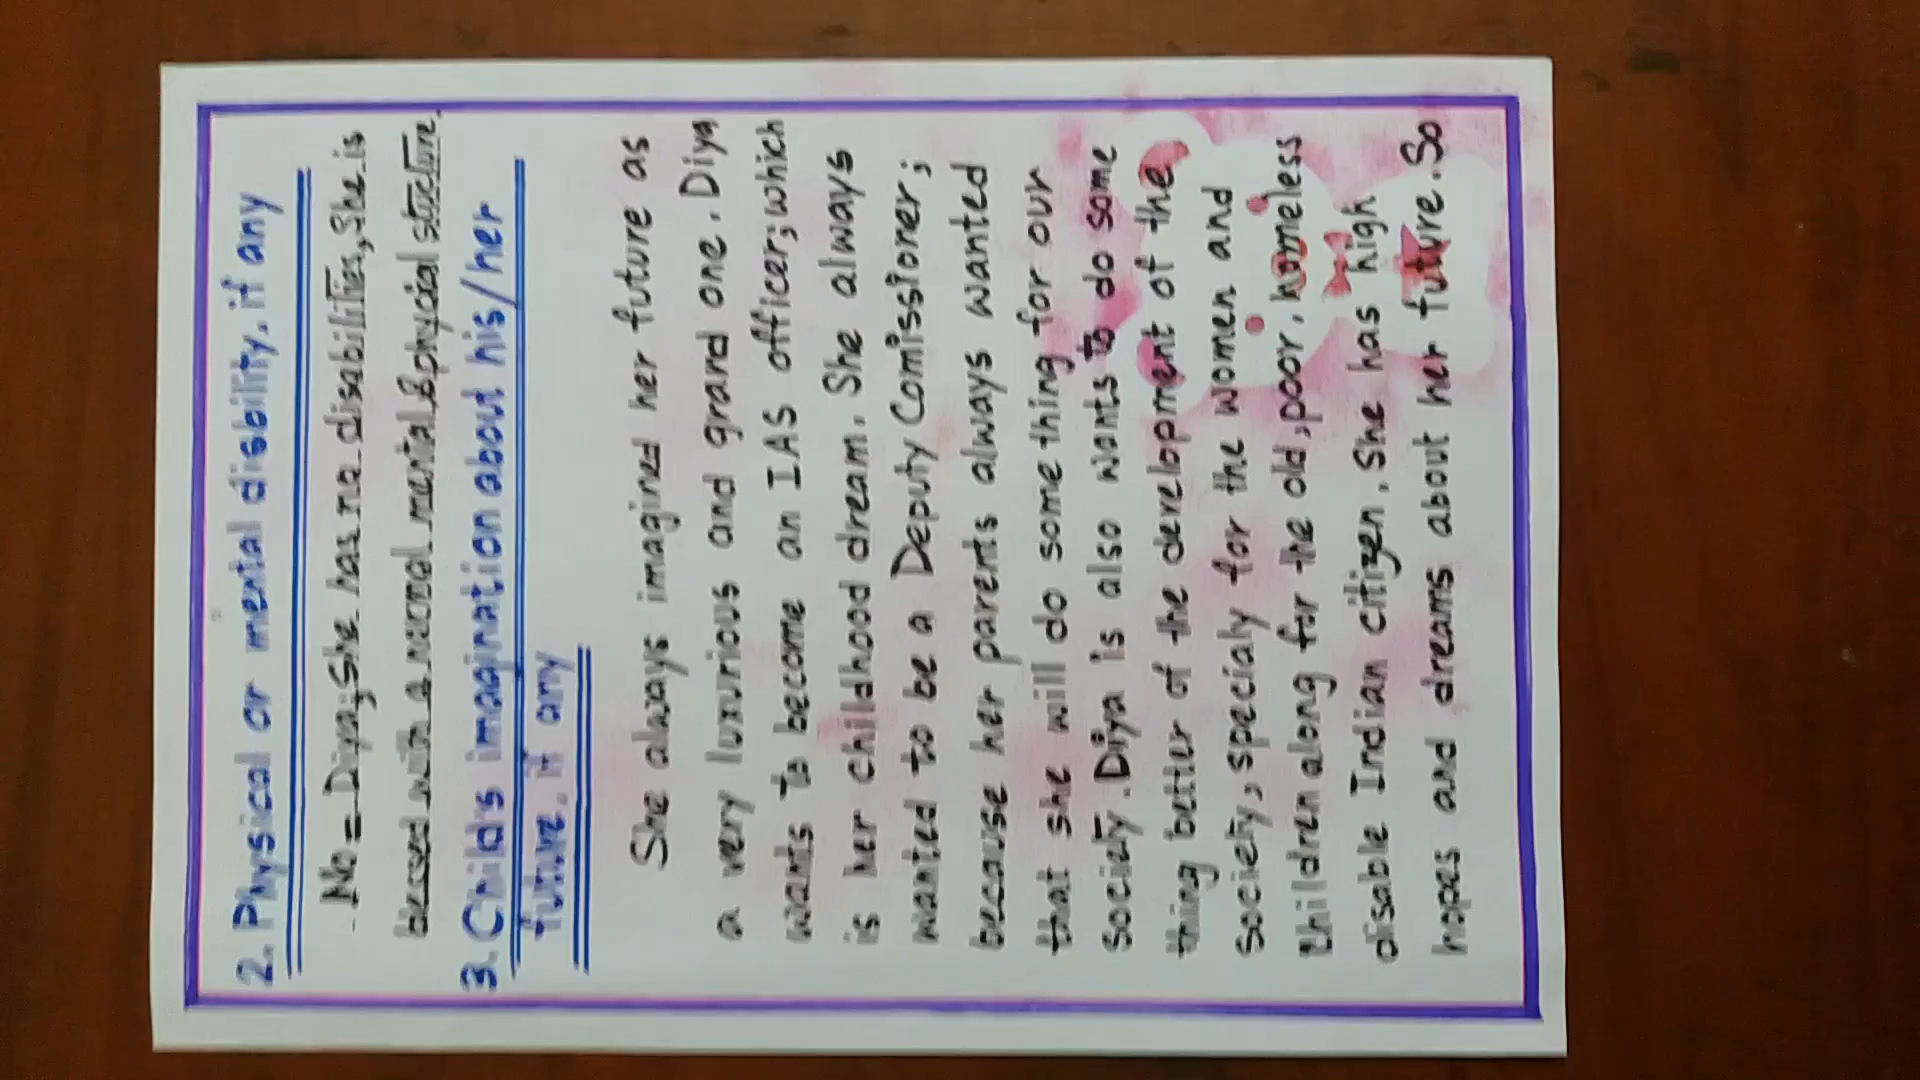 2. Physical or mental disbility, if any
No = Diya; She has no disabilities, She is
blessed with a normal mental & phycial structure.
3. Child's imagination about his/her
future, if any
She always imagined her future as
a very luxurious and grand one. Diya
wants to become an IAS officer; which
is her childhood dream. She always
wanted to be a Deputy Comissioner;
because her parents always wanted
that she will do something for our
society. Diya is also wants to do some
thing better of the development of the
society, specialy for the women and
children along for the old, poor, homeless
disable Indian citizen. She has high
hopes and dreams about her future. So